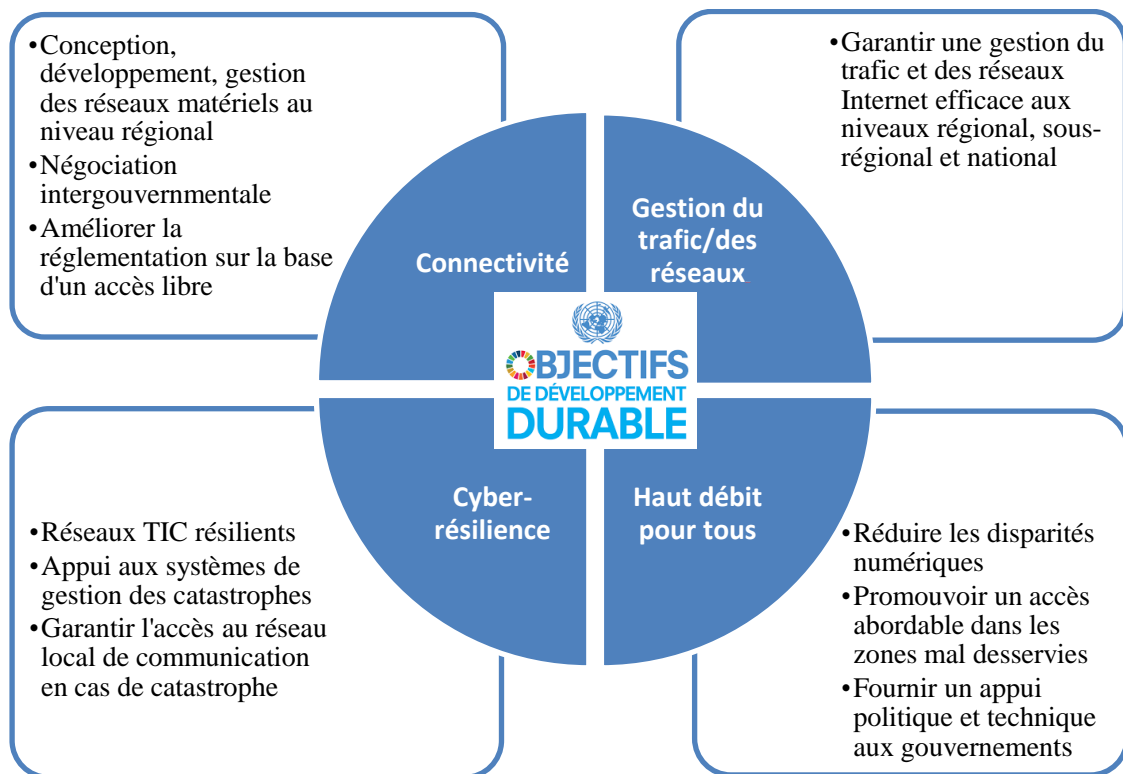 •Conception,
développement, gestion
des réseaux matériels au
niveau régional
•Négociation
intergouvernementale
•Améliorer la
réglementation sur la base
d'un accès libre
•Garantir une gestion du
trafic et des réseaux
Internet efficace aux
niveaux régional, sous-
régional et national
Connectivité
Gestion du
trafic/des
réseaux
OBJECTIFS
DE DÉVELOPPEMENT
DURABLE
Cyber-
résilience
Haut débit
pour tous
•Réseaux TIC résilients
•Appui aux systèmes de
gestion des catastrophes
•Garantir l'accès au réseau
local de communication
en cas de catastrophe
•Réduire les disparités
numériques
•Promouvoir un accès
abordable dans les
zones mal desservies
•Fournir un appui
politique et technique
aux gouvernements